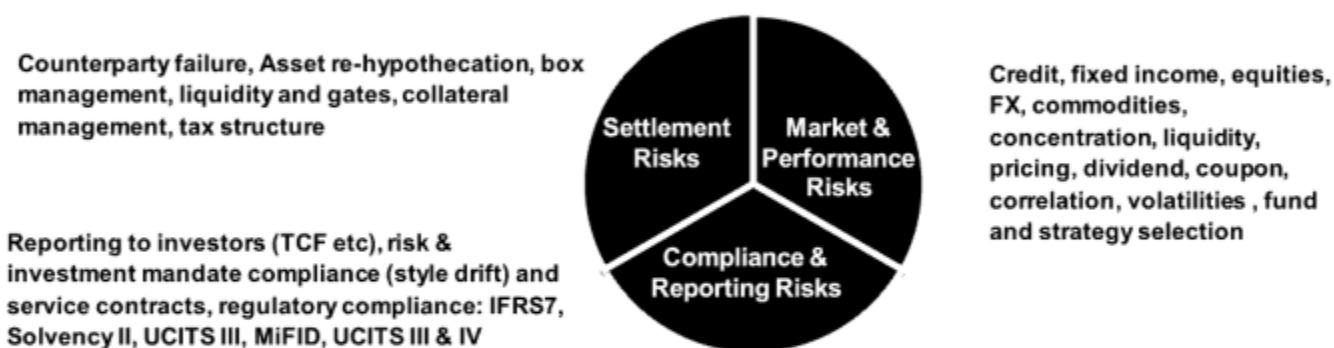 Counterparty failure, Asset re-hypothecation, box
management, liquidity and gates, collateral
management, tax structure
Settlement
Risks
Market &
Performance
Risks
Credit, fixed income, equities,
FX, commodities,
concentration, liquidity,
pricing, dividend, coupon,
correlation, volatilities , fund
and strategy selection
Reporting to investors (TCF etc), risk &
investment mandate compliance (style drift) and
service contracts, regulatory compliance: IFRS7,
Solvency II, UCITS III, MiFID, UCITS III & IV
Compliance &
Reporting Risks